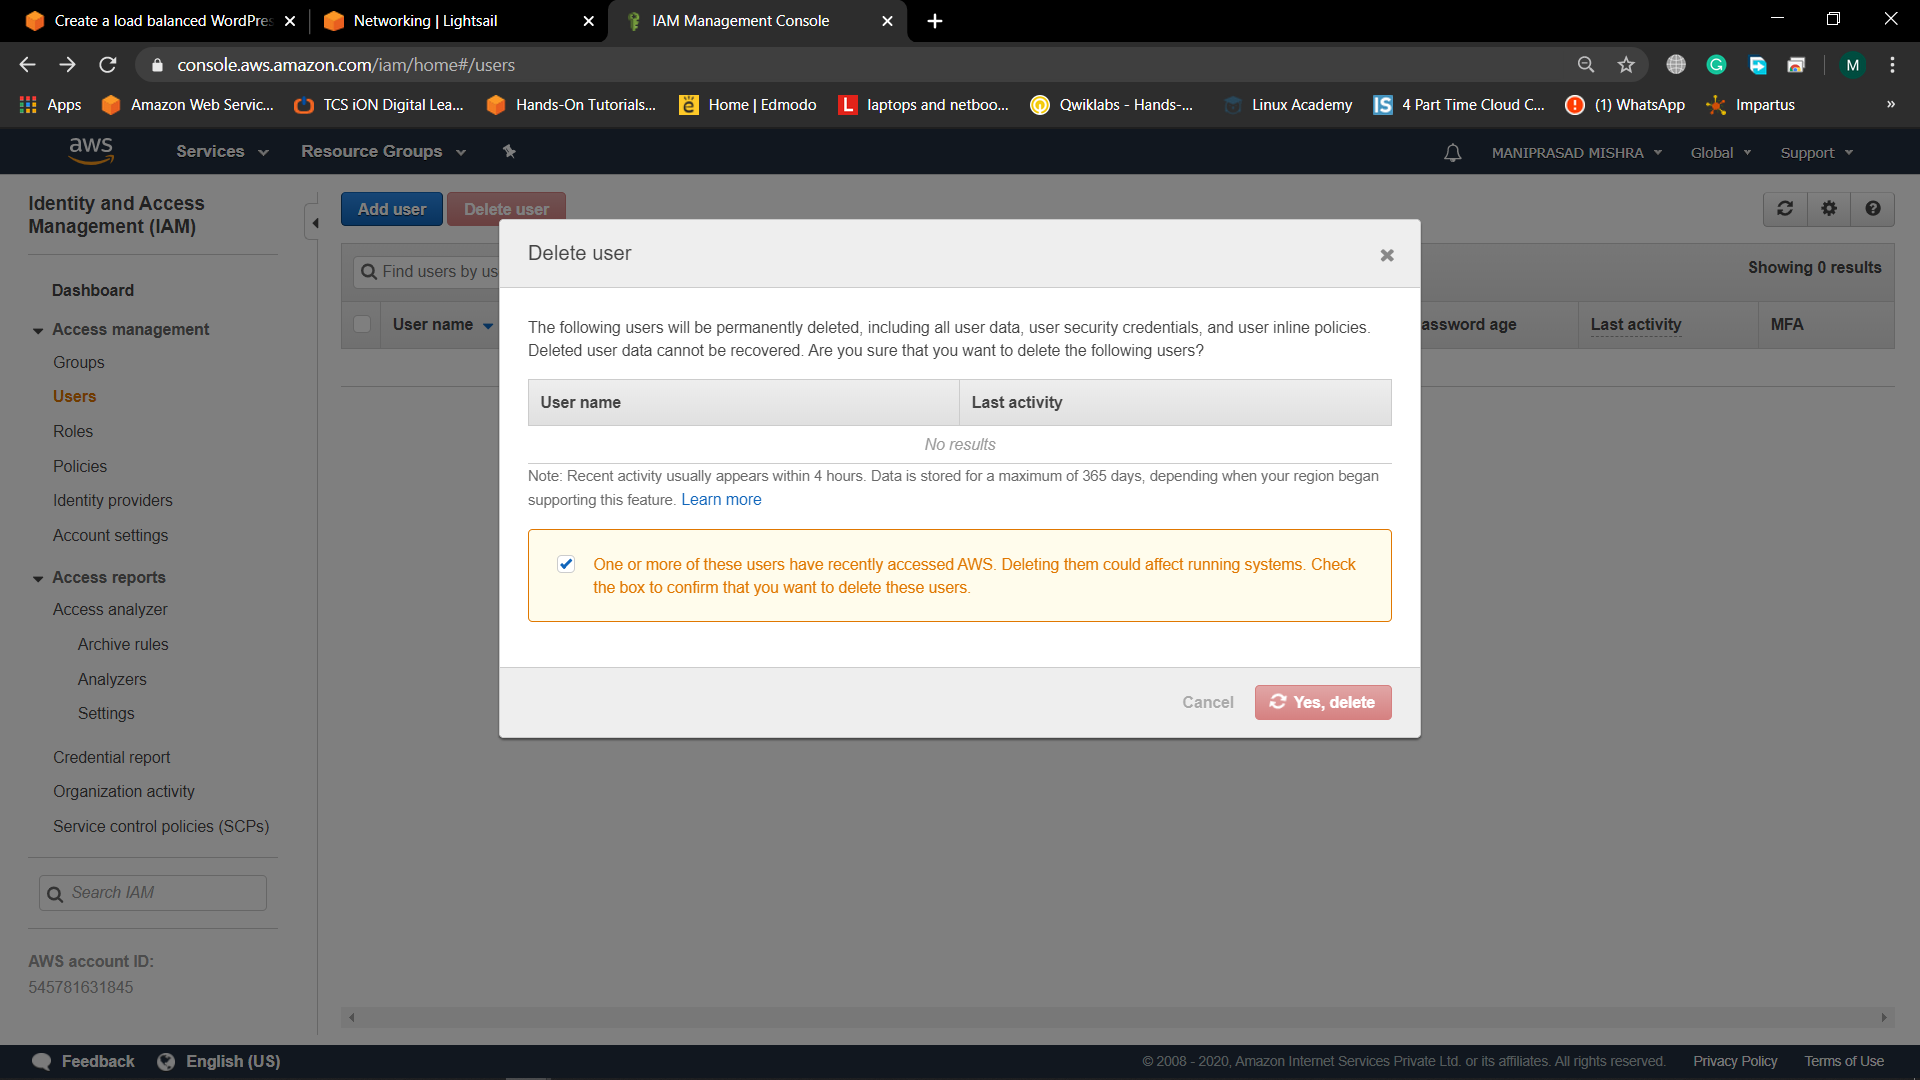 Create a load balanced WordPres
Networking | Lightsail
IAM Management Console
console.aws.amazon.com/iam/home#/users
M
Apps
Amazon Web Servic...
TCS iON Digital Lea...
Hands-On Tutorials...
Home | Edmodo
laptops and netboo...
Qwiklabs - Hands-...
Linux Academy
4 Part Time Cloud C...
(1) WhatsApp
Impartus
»
aws
Services
Resource Groups
MANIPRASAD MISHRA
Global
Support
Identity and Access
Management (IAM)
Dashboard
Access management
Groups
Users
Roles
Policies
Identity providers
Account settings
Access reports
Access analyzer
Archive rules
Analyzers
Settings
Credential report
Organization activity
Service control policies (SCPs)
Search IAM
AWS account ID:
545781631845
Add user
Delete user
Find users by us
Showing 0 results
User name
assword age
Last activity
MFA
Delete user
The following users will be permanently deleted, including all user data, user security credentials, and user inline policies.
Deleted user data cannot be recovered. Are you sure that you want to delete the following users?
User name
Last activity
No results
Note: Recent activity usually appears within 4 hours. Data is stored for a maximum of 365 days, depending when your region began
supporting this feature. Learn more
One or more of these users have recently accessed AWS. Deleting them could affect running systems. Check
the box to confirm that you want to delete these users.
Cancel
Yes, delete
Feedback
English (US)
© 2008 - 2020, Amazon Internet Services Private Ltd. or its affiliates. All rights reserved.
Privacy Policy
Terms of Use